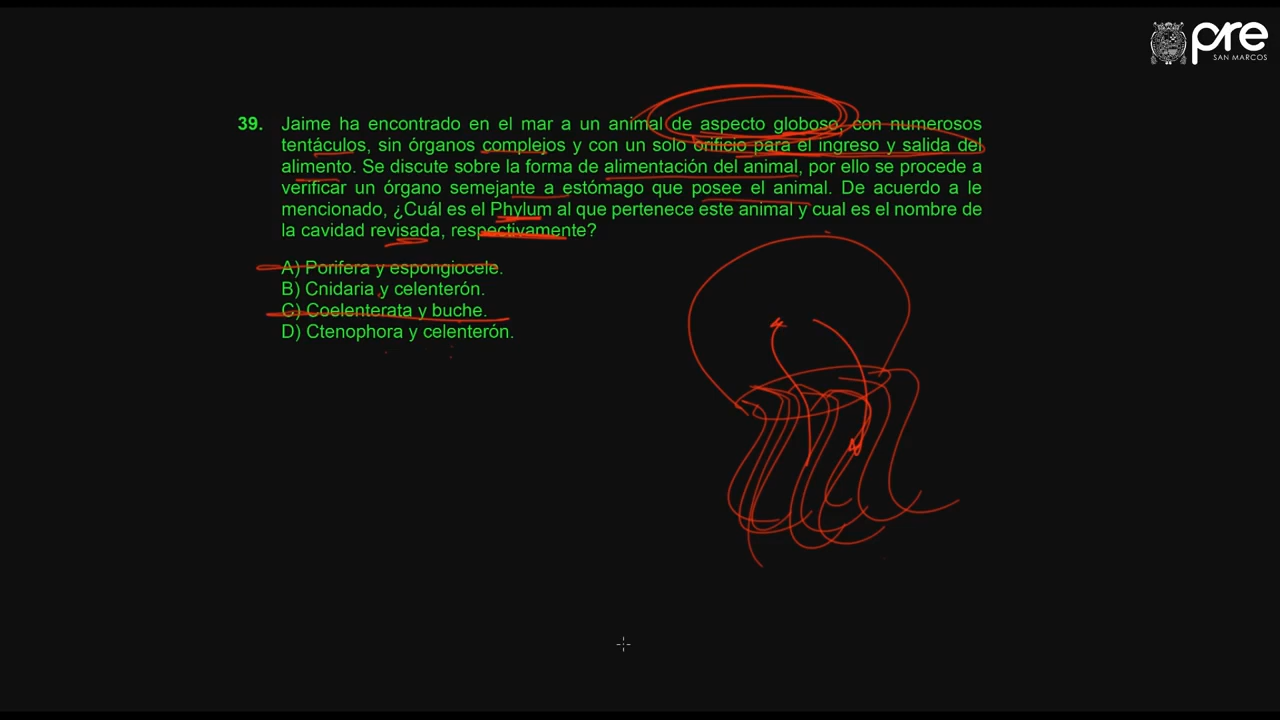 pre
SAN MARCOS
39. Jaime ha encontrado en el mar a un animal de aspecto globoso, con numerosos
tentáculos, sin órganos complejos y con un solo orificio para el ingreso y salida del
alimento. Se discute sobre la forma de alimentación del animal, por ello se procede a
verificar un órgano semejante a estómago que posee el animal. De acuerdo a le
mencionado, ¿Cuál es el Phylum al que pertenece este animal y cual es el nombre de
la cavidad revisada, respectivamente?
A) Porifera y espongiocele.
B) Cnidaria y celenterón.
C) Coelenterata y buche.
D) Ctenophora y celenterón.